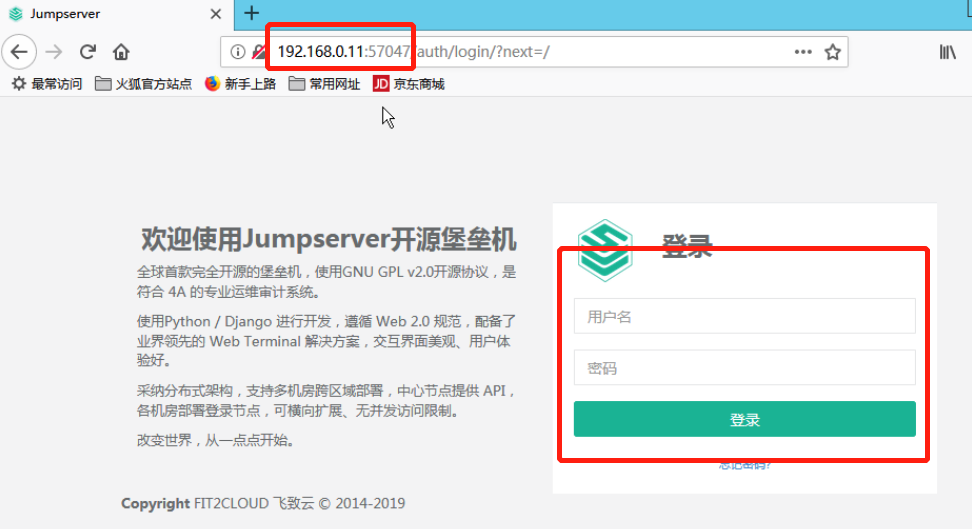 Jumpserver
192.168.0.11:57047/auth/login/?next=/
最常访问 火狐官方站点 新手上路 常用网址 JD 京东商城
欢迎使用Jumpserver开源堡垒机
全球首款完全开源的堡垒机，使用GNU GPL v2.0开源协议，是
符合 4A 的专业运维审计系统。
使用Python / Django 进行开发，遵循 Web 2.0 规范，配备了
业界领先的 Web Terminal 解决方案，交互界面美观、用户体
验好。
采纳分布式架构，支持多机房跨区域部署，中心节点提供 API，
各机房部署登录节点，可横向扩展、无并发访问限制。
改变世界，从一点点开始。
登录
用户名
密码
登录
忘记密码?
Copyright FIT2CLOUD 飞致云 © 2014-2019